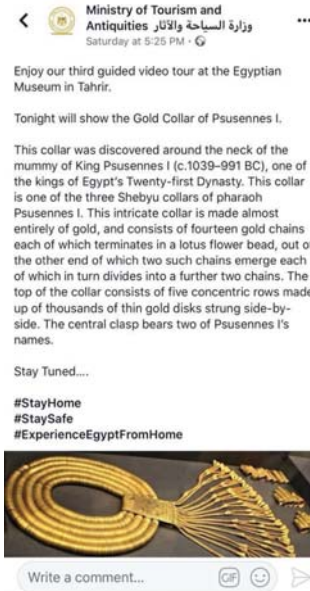 Ministry of Tourism and
Antiquities وزارة السياحة والآثار
Saturday at 5:25 PM ·
Enjoy our third guided video tour at the Egyptian
Museum in Tahrir.
Tonight will show the Gold Collar of Psusennes I.
This collar was discovered around the neck of the
mummy of King Psusennes I (c.1039–991 BC), one of
the kings of Egypt's Twenty-first Dynasty. This collar
is one of the three Shebyu collars of pharaoh
Psusennes I. This intricate collar is made almost
entirely of gold, and consists of fourteen gold chains
each of which terminates in a lotus flower bead, out o
the other end of which two such chains emerge each
of which in turn divides into a further two chains. The
top of the collar consists of five concentric rows made
up of thousands of thin gold disks strung side-by-
side. The central clasp bears two of Psusennes I's
names.
Stay Tuned....
#StayHome
#StaySafe
#ExperienceEgyptFromHome
Write a comment...
GIF